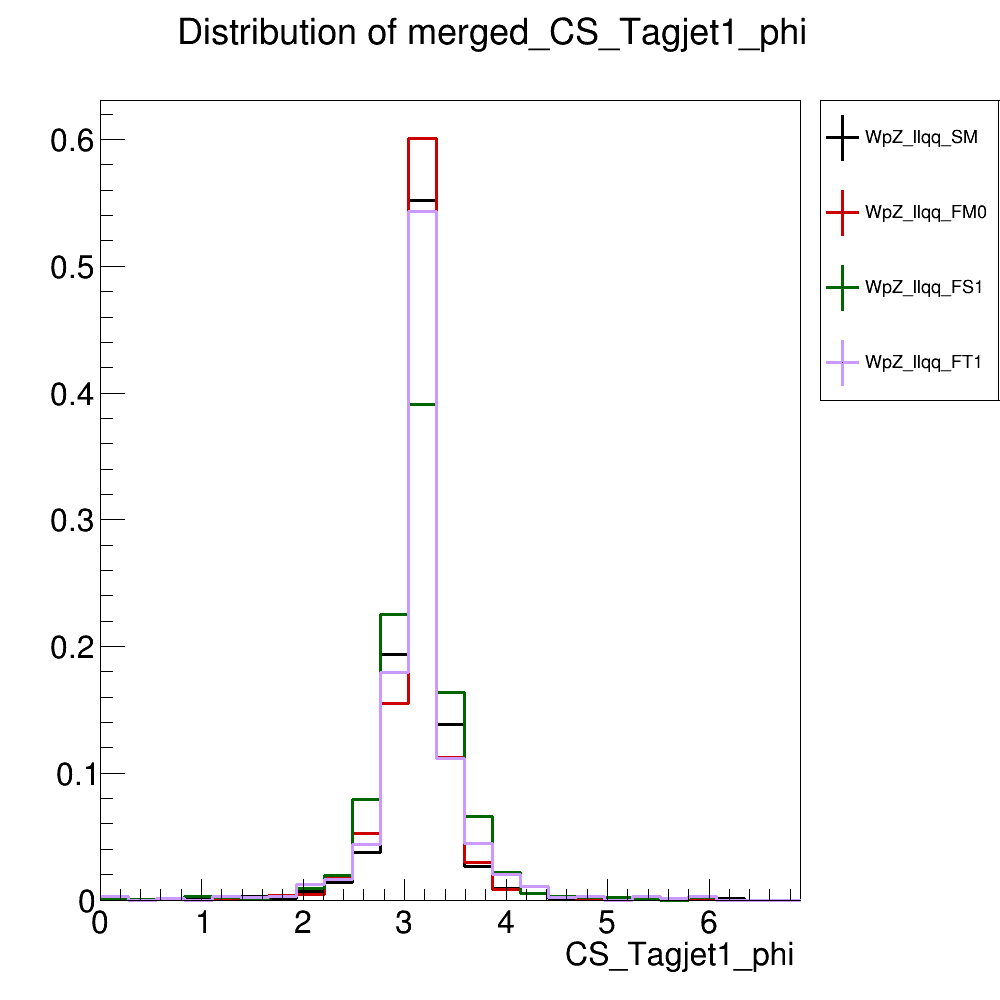 Distribution of merged_CS_Tagjet1_phi
0.6
0.5
0.4
0.3
0.2
0.1
0
0 1 2 3 4 5 6
CS_Tagjet1_phi
WpZ_llqq_SM
WpZ_llqq_FM0
WpZ_llqq_FS1
WpZ_llqq_FT1